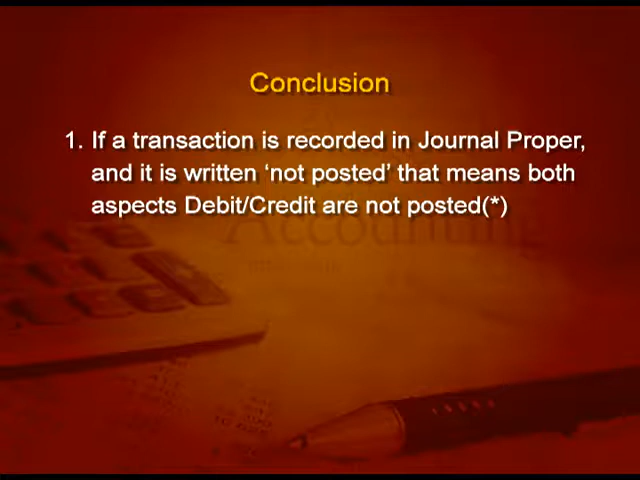 Conclusion
1. If a transaction is recorded in Journal Proper,
and it is written ‘not posted’ that means both
aspects Debit/Credit are not posted(*)
Accounting